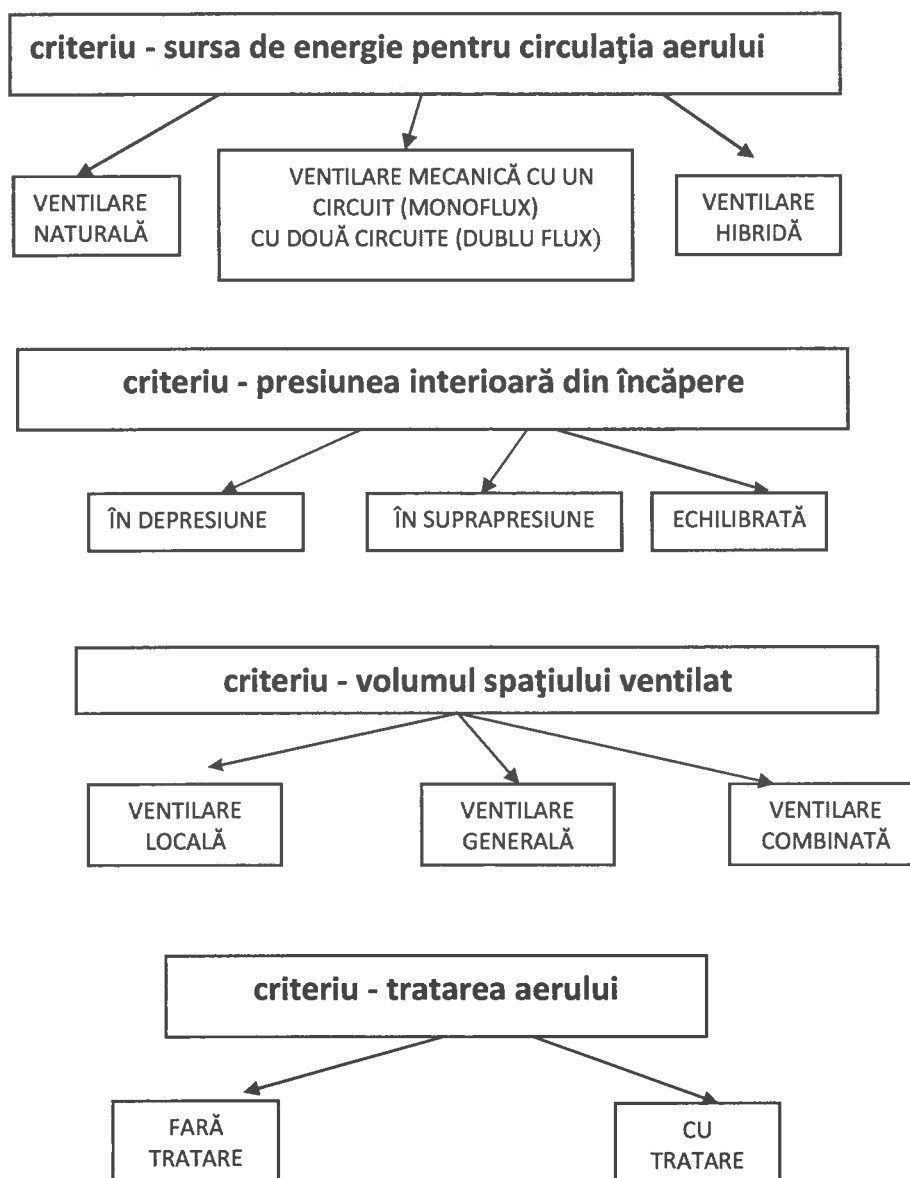 criteriu - sursa de energie pentru circulaţia aerului
VENTILARE
NATURALĂ
VENTILARE MECANICĂ CU UN
CIRCUIT (MONOFLUX)
CU DOUĂ CIRCUITE (DUBLU FLUX)
VENTILARE
HIBRIDĂ
criteriu - presiunea interioară din încăpere
ÎN DEPRESIUNE
ÎN SUPRAPRESIUNE
ECHILIBRATĂ
criteriu - volumul spaţiului ventilat
VENTILARE
LOCALĂ
VENTILARE
GENERALĂ
VENTILARE
COMBINATĂ
criteriu - tratarea aerului
FARĂ
TRATARE
CU
TRATARE